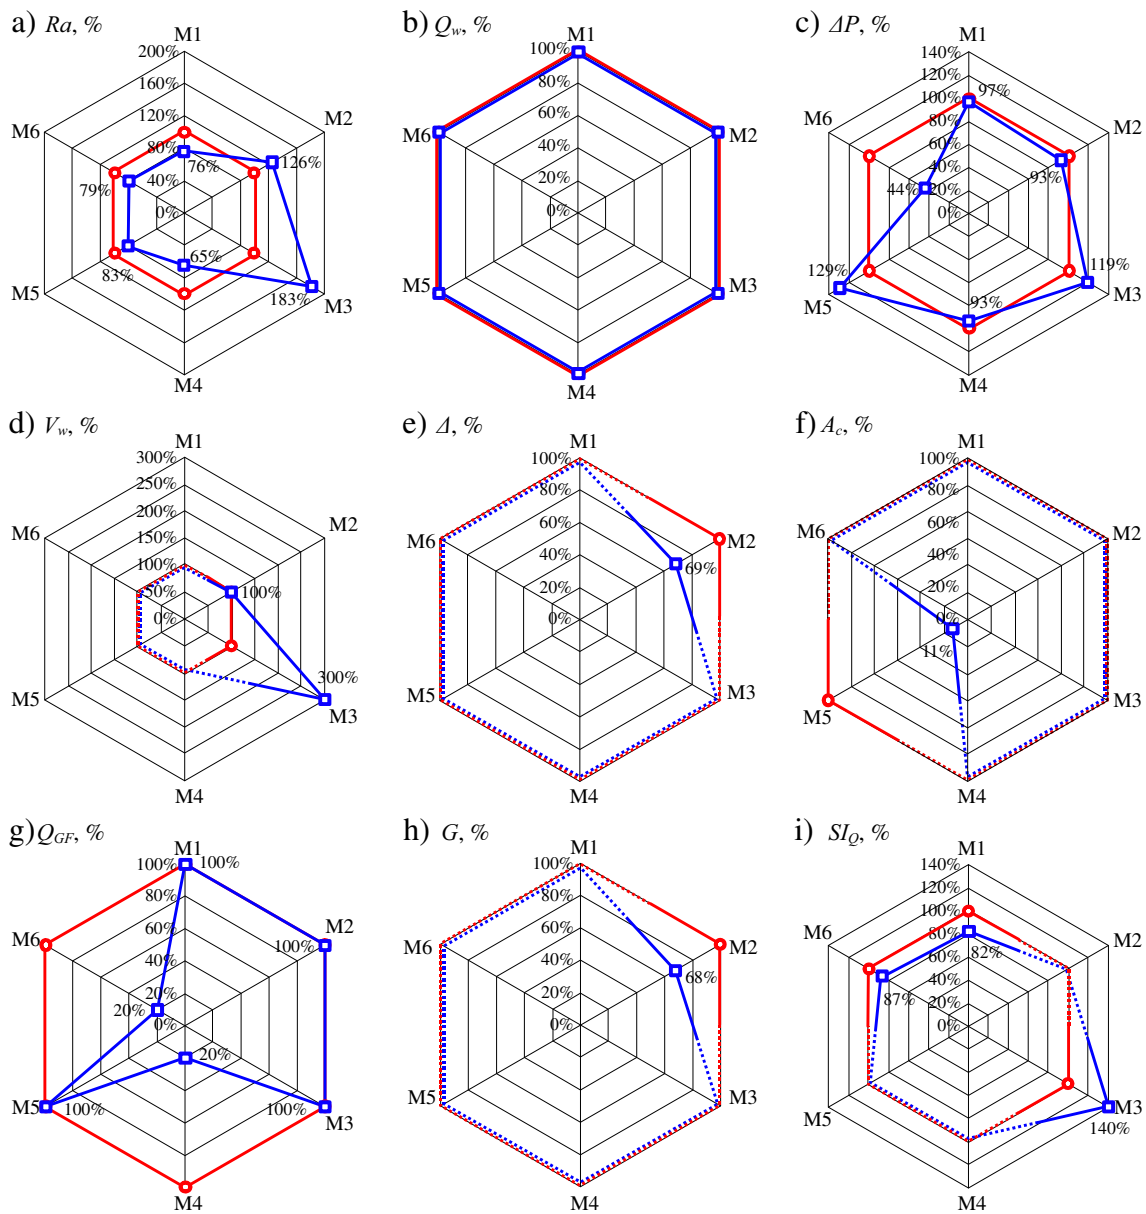 a) Ra, %
M1
200%
160%
120%
80%
40%
0%
M2
M3
M4
M5
M6
76%
126%
183%
65%
83%
79%
b) Qw, %
100%
80%
60%
40%
20%
0%
M2
M3
M4
M5
M6
c) ΔP, %
M1
140%
120%
100%
80%
60%
40%
20%
0%
M2
M3
M4
M5
M6
97%
93%
119%
93%
129%
44%
d) Vw, %
M1
300%
250%
200%
150%
100%
50%
0%
M2
M3
M4
M5
M6
100%
300%
e) Δ, %
M1
100%
80%
60%
40%
20%
0%
M2
M3
M4
M5
M6
69%
f) Ac, %
M1
100%
80%
60%
40%
20%
0%
M2
M3
M4
M5
M6
11%
g) QGF, %
M1
100%
80%
60%
40%
20%
0%
M2
M3
M4
M5
M6
100%
100%
100%
20%
100%
20%
h) G, %
M1
100%
80%
60%
40%
20%
0%
M2
M3
M4
M5
M6
68%
i) SIQ, %
M1
140%
120%
100%
80%
60%
40%
20%
0%
M2
M3
M4
M5
M6
82%
140%
87%